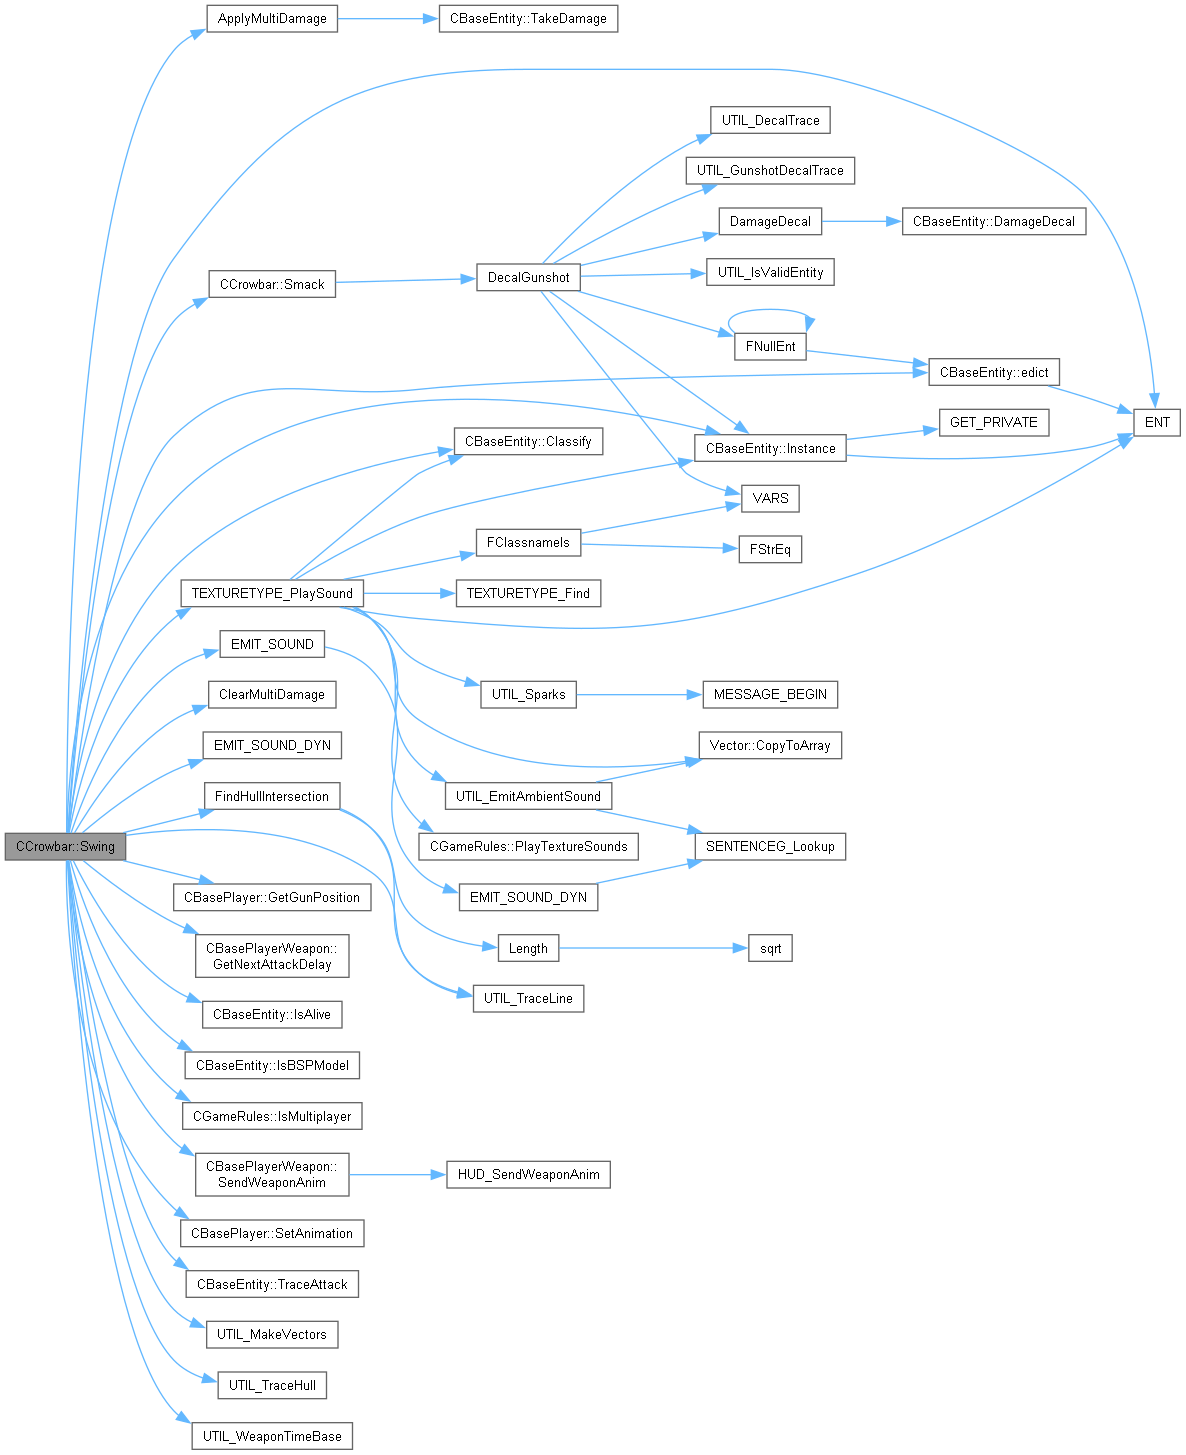 ApplyMultiDamage
CBaseEntity::TakeDamage
UTIL_DecalTrace
UTIL_GunshotDecalTrace
DamageDecal
CBaseEntity::DamageDecal
UTIL_IsValidEntity
DecalGunshot
CCrowbar::Smack
FNullEnt
CBaseEntity::edict
GET_PRIVATE
ENT
CBaseEntity::Classify
CBaseEntity::Instance
VARS
FClassnameIs
FStrEq
TEXTURETYPE_PlaySound
TEXTURETYPE_Find
EMIT_SOUND
ClearMultiDamage
UTIL_Sparks
MESSAGE_BEGIN
EMIT_SOUND_DYN
Vector::CopyToArray
FindHullIntersection
UTIL_EmitAmbientSound
CCrowbar::Swing
CGameRules::PlayTextureSounds
SENTENCEG_Lookup
CBasePlayer::GetGunPosition
EMIT_SOUND_DYN
CBasePlayerWeapon::
GetNextAttackDelay
Length
sqrt
UTIL_TraceLine
CBaseEntity::IsAlive
CBaseEntity::IsBSPModel
CGameRules::IsMultiplayer
CBasePlayerWeapon::
SendWeaponAnim
HUD_SendWeaponAnim
CBasePlayer::SetAnimation
CBaseEntity::TraceAttack
UTIL_MakeVectors
UTIL_TraceHull
UTIL_WeaponTimeBase